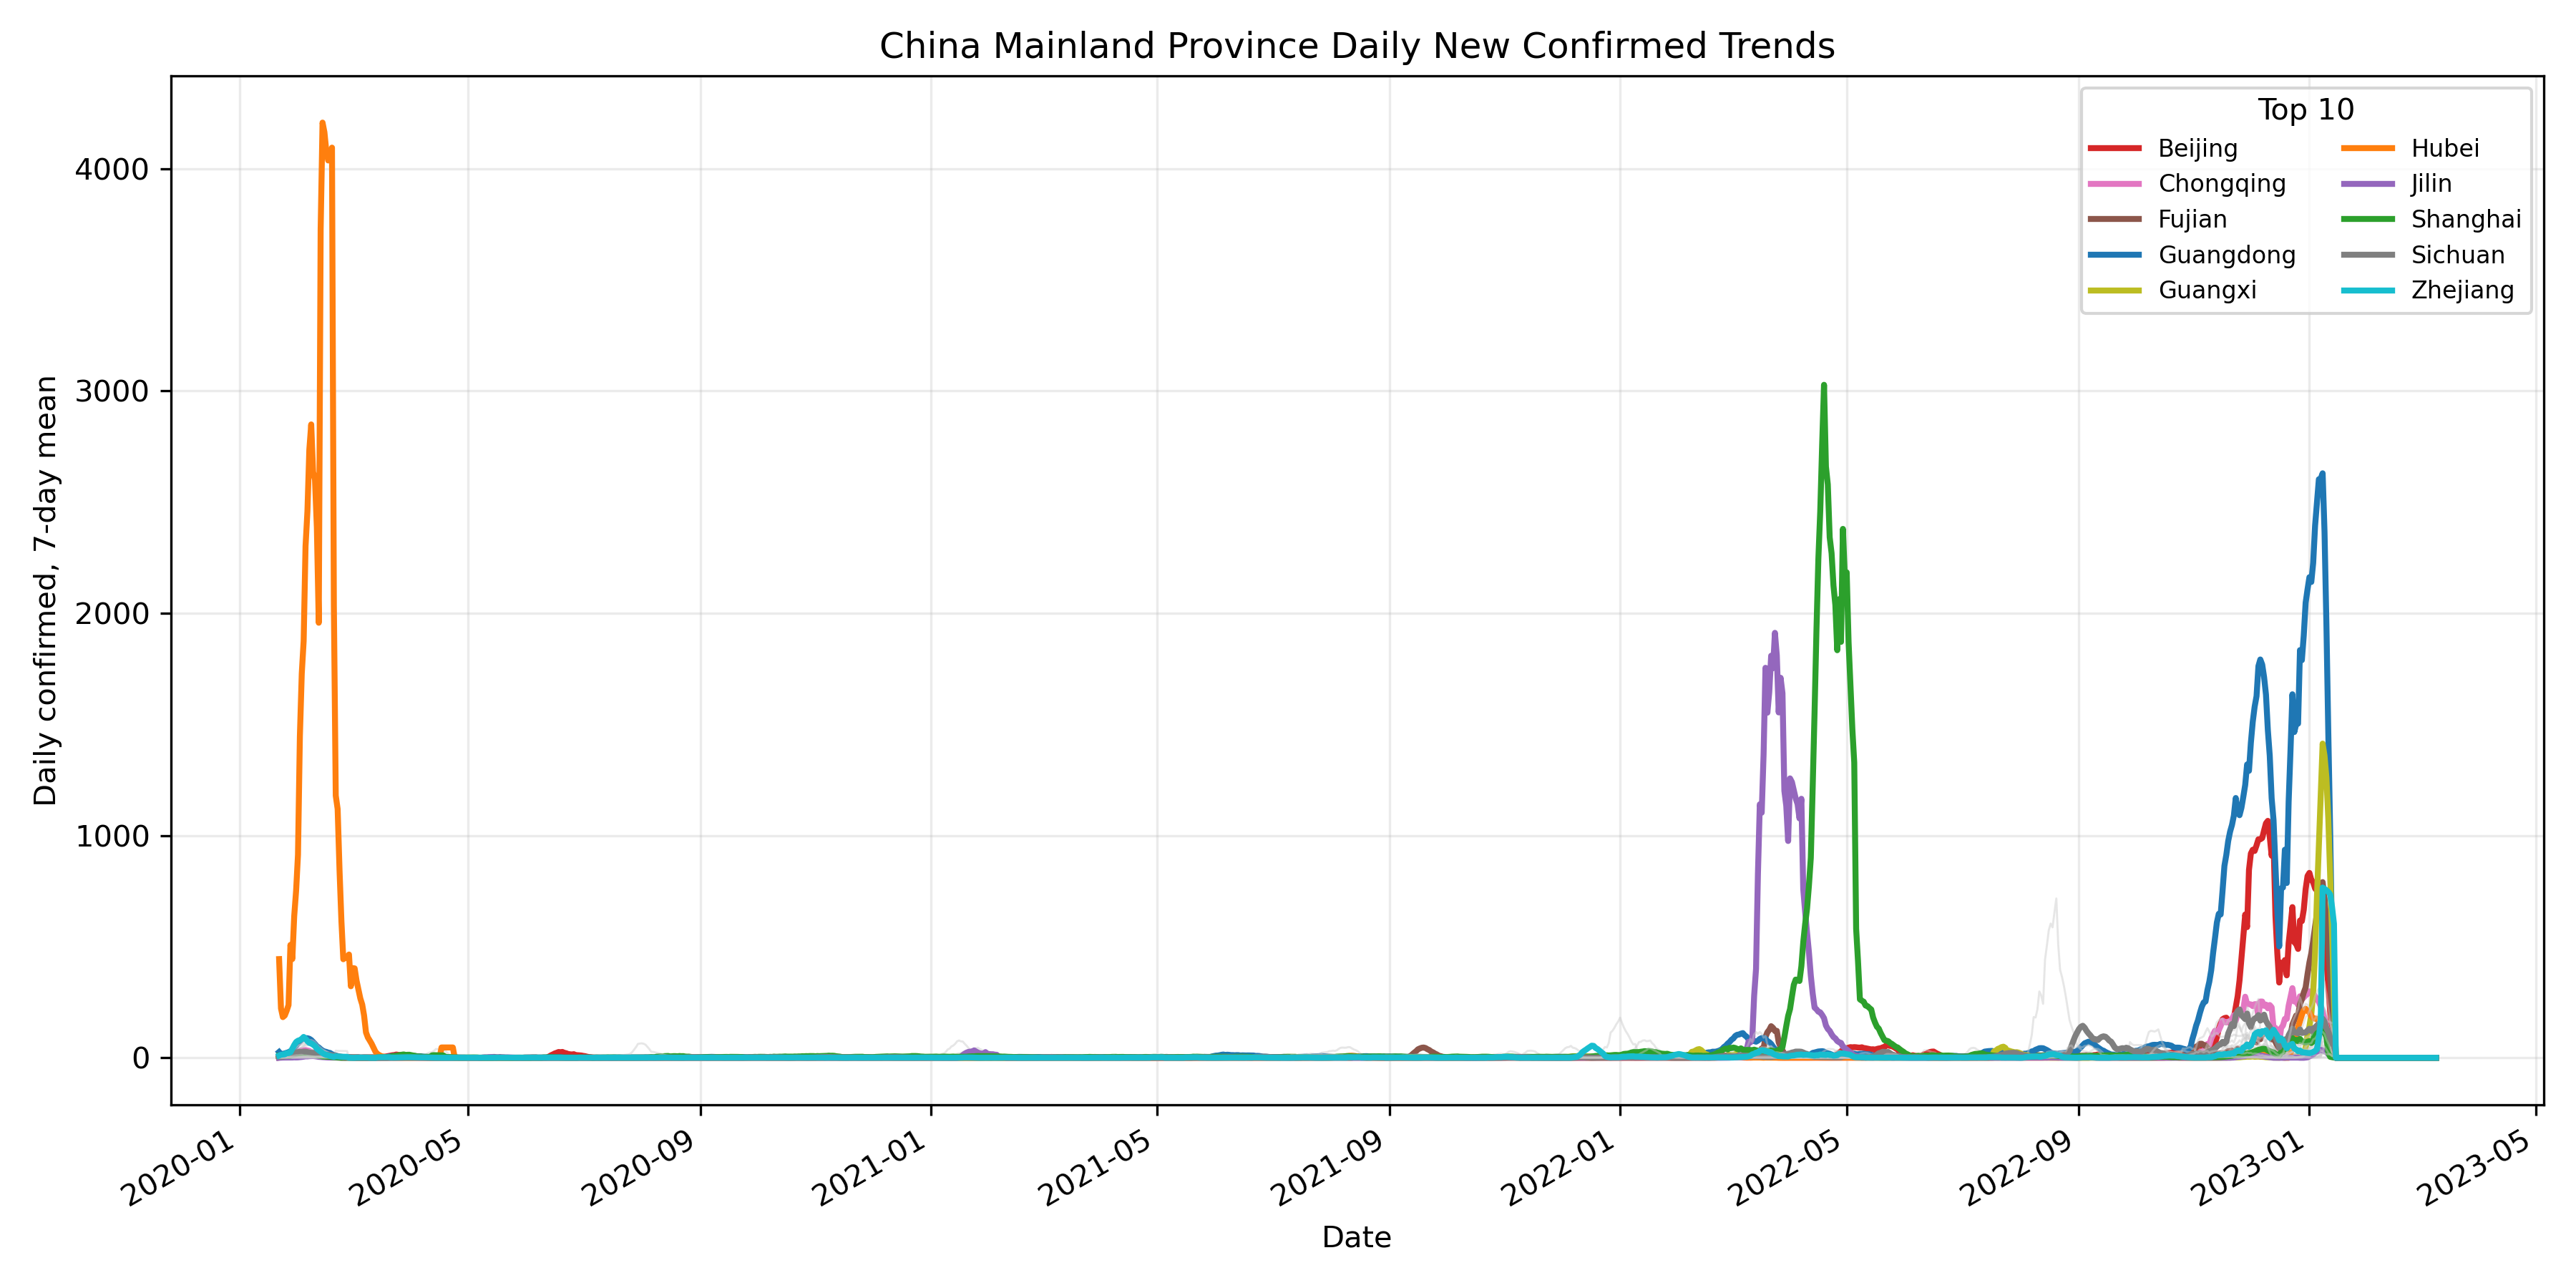 China Mainland Province Daily New Confirmed Trends
Daily confirmed, 7-day mean
4000
3000
2000
1000
0
Top 10
Beijing
Chongqing
Fujian
Guangdong
Guangxi
Hubei
Jilin
Shanghai
Sichuan
Zhejiang
2020-01
2020-05
2020-09
2021-01
2021-05
2021-09
2022-01
2022-05
2022-09
2023-01
2023-05
Date